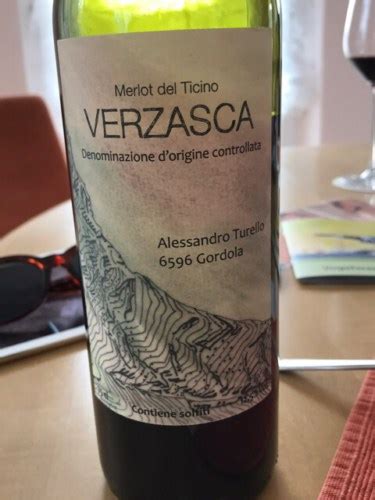 Merlot del Ticino
VERZASCA
Denominazione d'origine controllata
Alessandro Turello
6596 Gordola
Contiene solfiti